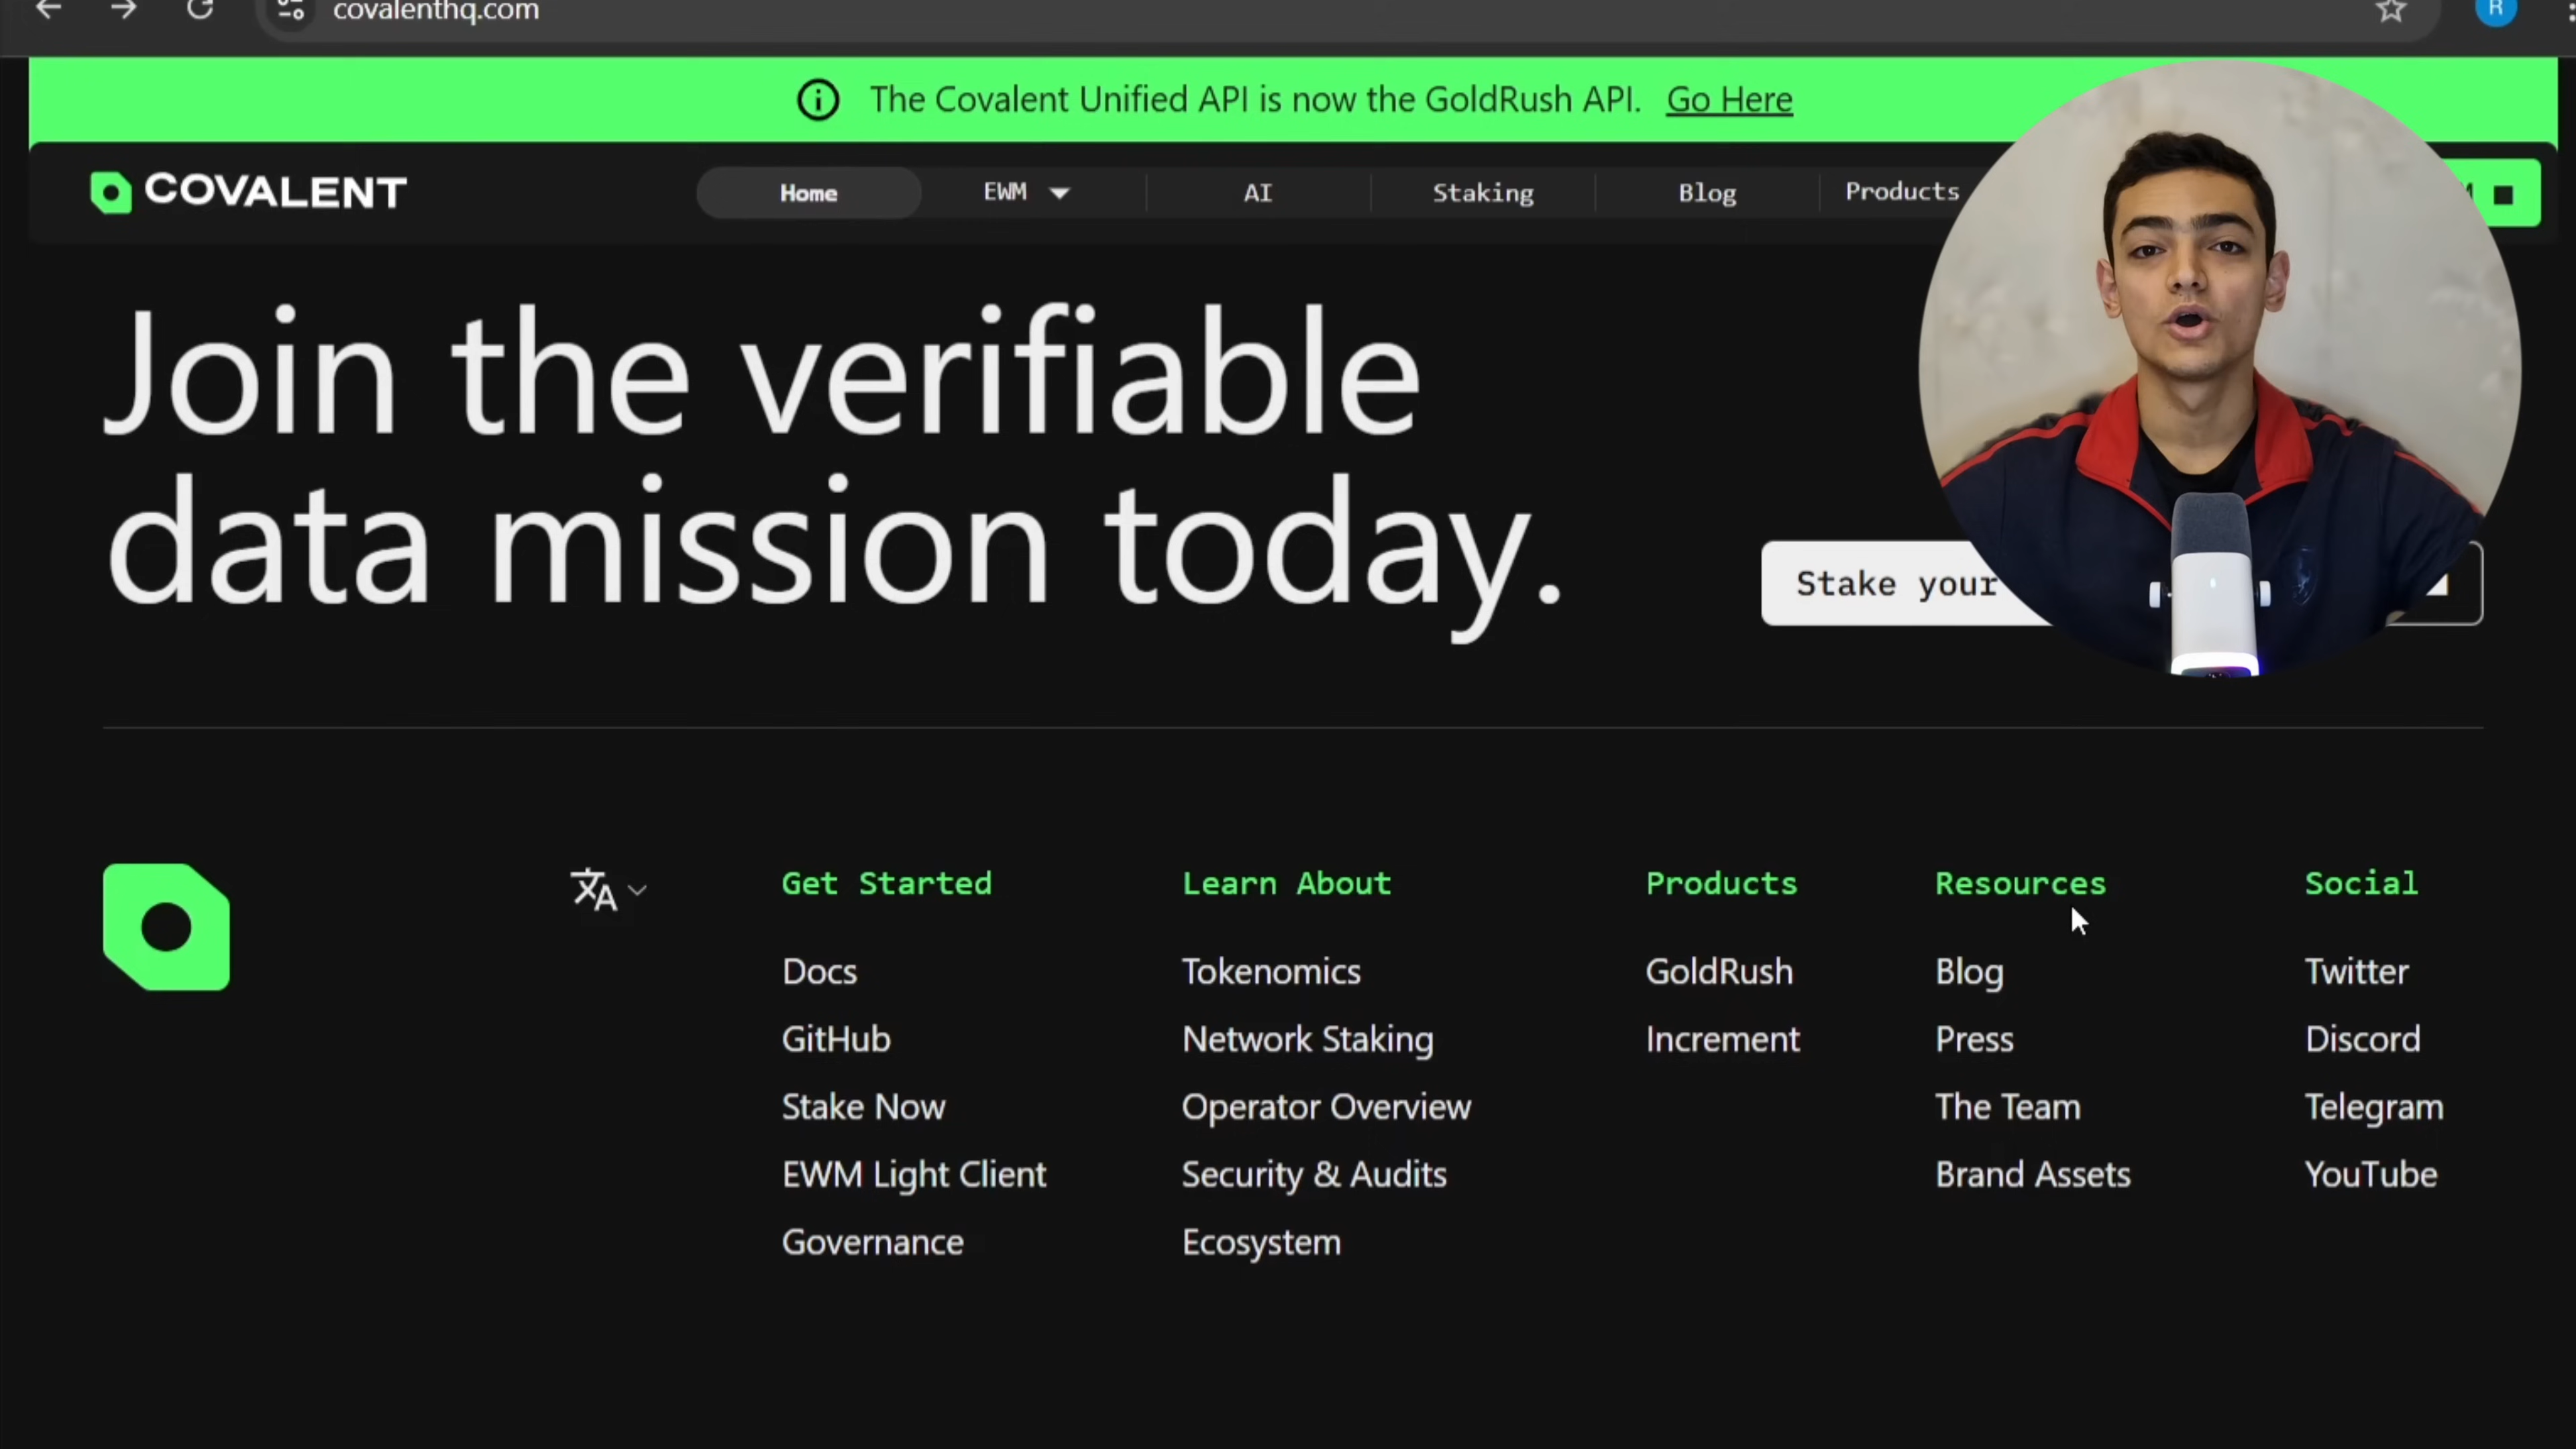 covalenthq.com
R
The Covalent Unified API is now the GoldRush API. Go Here
COVALENT
Home
EWM
AI
Staking
Blog
Products
Join the verifiable
data mission today.
Stake your
Get Started
Docs
GitHub
Stake Now
EWM Light Client
Governance
Learn About
Tokenomics
Network Staking
Operator Overview
Security & Audits
Ecosystem
Products
GoldRush
Increment
Resources
Blog
Press
The Team
Brand Assets
Social
Twitter
Discord
Telegram
YouTube